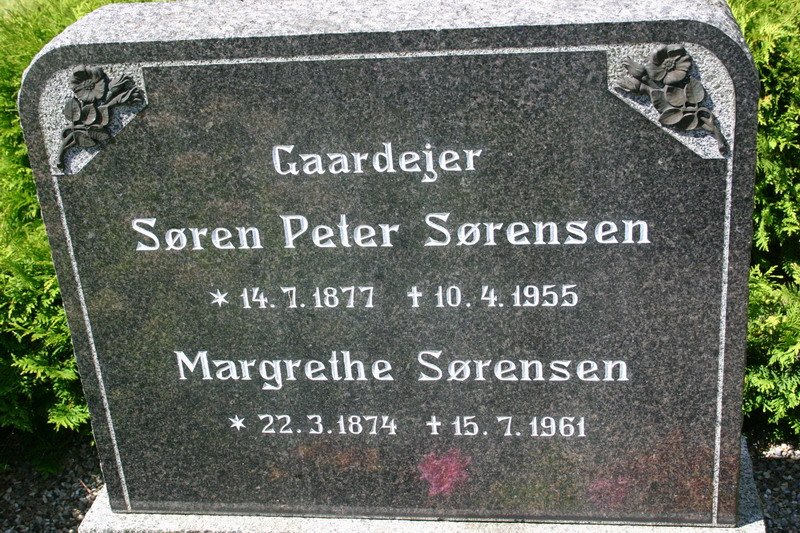 Gaardejer
Søren Peter Sørensen
* 14.7.1877 ✝ 10.4.1955
Margrethe Sørensen
* 22.3.1874 ✝ 15.7.1961